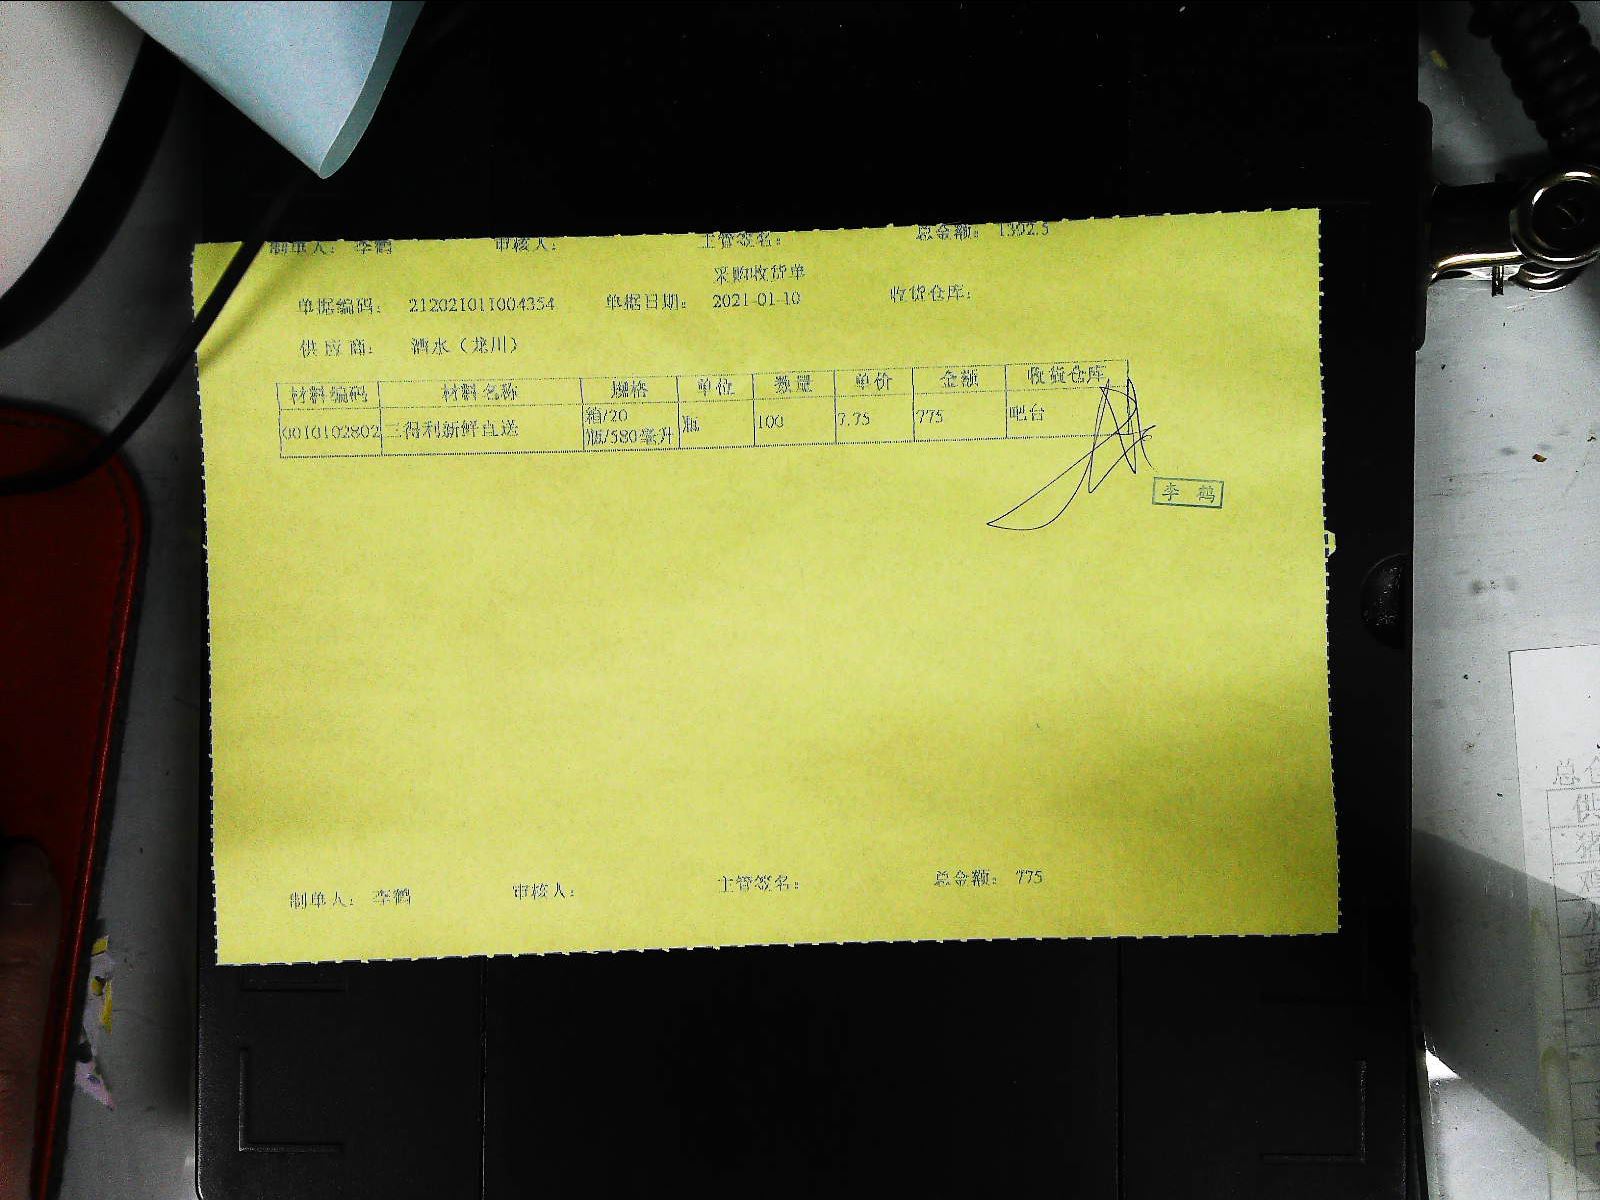 制单人： 李鹤 审核人： 主管签名： 总金额： 1392.5
采购收货单
单据编码： 212021011004354 单据日期： 2021-01-10 收货仓库：
供 应 商： 酒水（龙川）
材料编码 材料名称 规格 单位 数量 单价 金额 收货仓库
0010102802 三得利新鲜直送 箱/20瓶/580毫升 瓶 100 7.75 775 吧台
李 鹤
制单人： 李鹤 审核人： 主管签名： 总金额： 775
总仓
供
猪
鸡